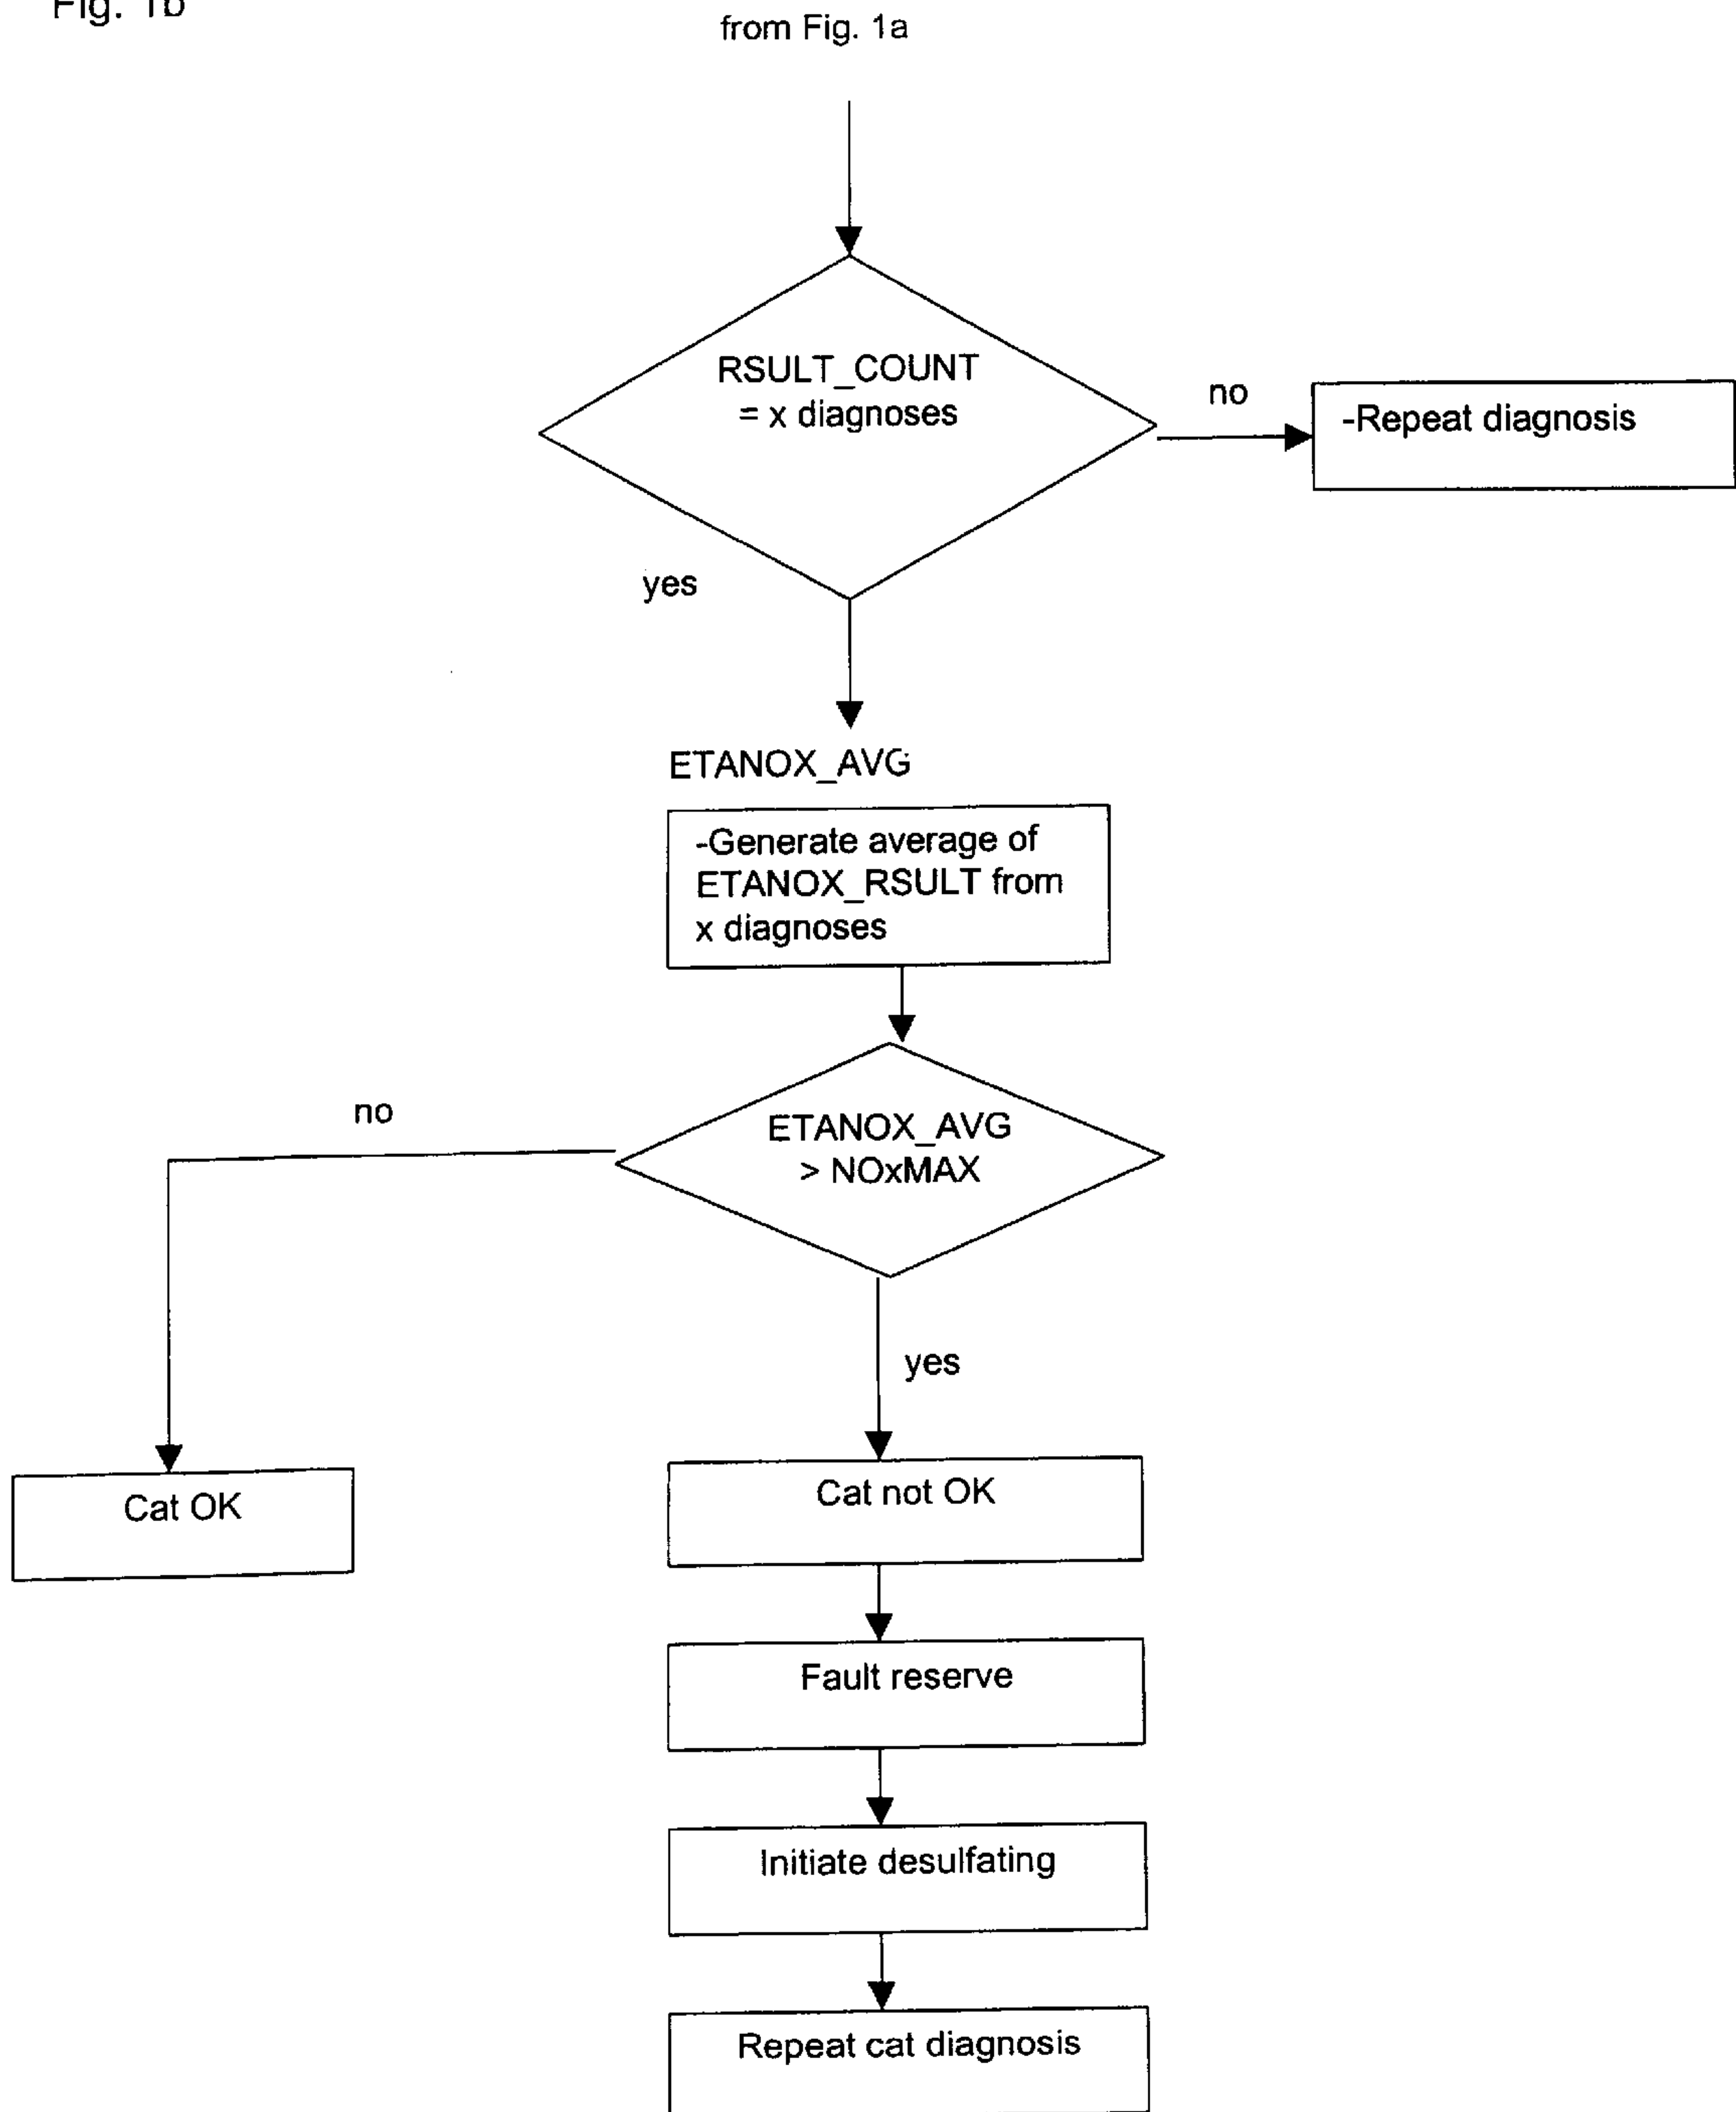 Fig. 1b
from Fig. 1a
RSULT_COUNT
= x diagnoses
no
-Repeat diagnosis
yes
ETANOX_AVG
-Generate average of
ETANOX_RSULT from
x diagnoses
no
ETANOX_AVG
> NOxMAX
yes
Cat OK
Cat not OK
Fault reserve
Initiate desulfating
Repeat cat diagnosis